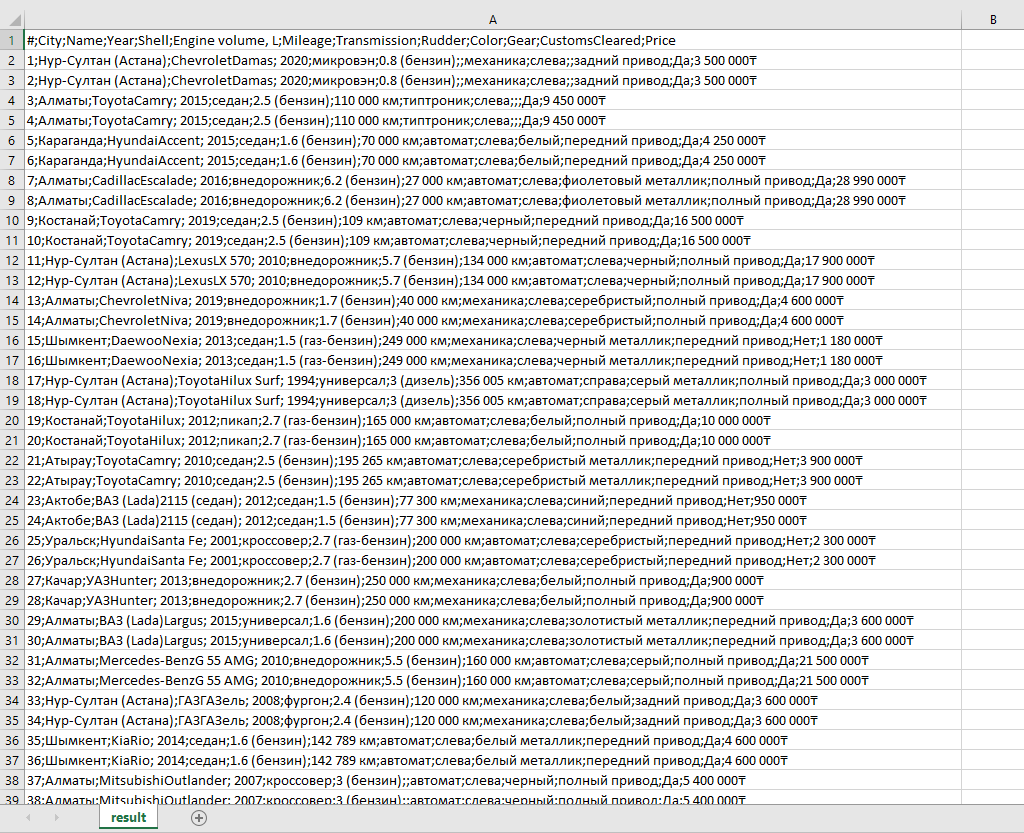 A B
1 #;City;Name;Year;Shell;Engine volume, L;Mileage;Transmission;Rudder;Color;Gear;CustomsCleared;Price
2 1;Нур-Султан (Астана);ChevroletDamas; 2020;микровэн;0.8 (бензин);;механика;слева;;задний привод;Да;3 500 000₸
3 2;Нур-Султан (Астана);ChevroletDamas; 2020;микровэн;0.8 (бензин);;механика;слева;;задний привод;Да;3 500 000₸
4 3;Алматы;ToyotaCamry; 2015;седан;2.5 (бензин);110 000 км;типтроник;слева;;;Да;9 450 000₸
5 4;Алматы;ToyotaCamry; 2015;седан;2.5 (бензин);110 000 км;типтроник;слева;;;Да;9 450 000₸
6 5;Караганда;HyundaiAccent; 2015;седан;1.6 (бензин);70 000 км;автомат;слева;белый;передний привод;Да;4 250 000₸
7 6;Караганда;HyundaiAccent; 2015;седан;1.6 (бензин);70 000 км;автомат;слева;белый;передний привод;Да;4 250 000₸
8 7;Алматы;CadillacEscalade; 2016;внедорожник;6.2 (бензин);27 000 км;автомат;слева;фиолетовый металлик;полный привод;Да;28 990 000₸
9 8;Алматы;CadillacEscalade; 2016;внедорожник;6.2 (бензин);27 000 км;автомат;слева;фиолетовый металлик;полный привод;Да;28 990 000₸
10 9;Костанай;ToyotaCamry; 2019;седан;2.5 (бензин);109 км;автомат;слева;черный;передний привод;Да;16 500 000₸
11 10;Костанай;ToyotaCamry; 2019;седан;2.5 (бензин);109 км;автомат;слева;черный;передний привод;Да;16 500 000₸
12 11;Нур-Султан (Астана);LexusLX 570; 2010;внедорожник;5.7 (бензин);134 000 км;автомат;слева;черный;полный привод;Да;17 900 000₸
13 12;Нур-Султан (Астана);LexusLX 570; 2010;внедорожник;5.7 (бензин);134 000 км;автомат;слева;черный;полный привод;Да;17 900 000₸
14 13;Алматы;ChevroletNiva; 2019;внедорожник;1.7 (бензин);40 000 км;механика;слева;серебристый;полный привод;Да;4 600 000₸
15 14;Алматы;ChevroletNiva; 2019;внедорожник;1.7 (бензин);40 000 км;механика;слева;серебристый;полный привод;Да;4 600 000₸
16 15;Шымкент;DaewooNexia; 2013;седан;1.5 (газ-бензин);249 000 км;механика;слева;черный металлик;передний привод;Нет;1 180 000₸
17 16;Шымкент;DaewooNexia; 2013;седан;1.5 (газ-бензин);249 000 км;механика;слева;черный металлик;передний привод;Нет;1 180 000₸
18 17;Нур-Султан (Астана);ToyotaHilux Surf; 1994;универсал;3 (дизель);356 005 км;автомат;справа;серый металлик;полный привод;Да;3 000 000₸
19 18;Нур-Султан (Астана);ToyotaHilux Surf; 1994;универсал;3 (дизель);356 005 км;автомат;справа;серый металлик;полный привод;Да;3 000 000₸
20 19;Костанай;ToyotaHilux; 2012;пикап;2.7 (газ-бензин);165 000 км;автомат;слева;белый;полный привод;Да;10 000 000₸
21 20;Костанай;ToyotaHilux; 2012;пикап;2.7 (газ-бензин);165 000 км;автомат;слева;белый;полный привод;Да;10 000 000₸
22 21;Атырау;ToyotaCamry; 2010;седан;2.5 (бензин);195 265 км;автомат;слева;серебристый металлик;передний привод;Нет;3 900 000₸
23 22;Атырау;ToyotaCamry; 2010;седан;2.5 (бензин);195 265 км;автомат;слева;серебристый металлик;передний привод;Нет;3 900 000₸
24 23;Актобе;ВАЗ (Lada)2115 (седан); 2012;седан;1.5 (бензин);77 300 км;механика;слева;синий;передний привод;Нет;950 000₸
25 24;Актобе;ВАЗ (Lada)2115 (седан); 2012;седан;1.5 (бензин);77 300 км;механика;слева;синий;передний привод;Нет;950 000₸
26 25;Уральск;HyundaiSanta Fe; 2001;кроссовер;2.7 (газ-бензин);200 000 км;автомат;слева;серебристый;передний привод;Нет;2 300 000₸
27 26;Уральск;HyundaiSanta Fe; 2001;кроссовер;2.7 (газ-бензин);200 000 км;автомат;слева;серебристый;передний привод;Нет;2 300 000₸
28 27;Качар;УАЗHunter; 2013;внедорожник;2.7 (бензин);250 000 км;механика;слева;белый;полный привод;Да;900 000₸
29 28;Качар;УАЗHunter; 2013;внедорожник;2.7 (бензин);250 000 км;механика;слева;белый;полный привод;Да;900 000₸
30 29;Алматы;ВАЗ (Lada)Largus; 2015;универсал;1.6 (бензин);200 000 км;механика;слева;золотистый металлик;передний привод;Да;3 600 000₸
31 30;Алматы;ВАЗ (Lada)Largus; 2015;универсал;1.6 (бензин);200 000 км;механика;слева;золотистый металлик;передний привод;Да;3 600 000₸
32 31;Алматы;Mercedes-BenzG 55 AMG; 2010;внедорожник;5.5 (бензин);160 000 км;автомат;слева;серый;полный привод;Да;21 500 000₸
33 32;Алматы;Mercedes-BenzG 55 AMG; 2010;внедорожник;5.5 (бензин);160 000 км;автомат;слева;серый;полный привод;Да;21 500 000₸
34 33;Нур-Султан (Астана);ГАЗГАЗель; 2008;фургон;2.4 (бензин);120 000 км;механика;слева;белый;задний привод;Да;3 600 000₸
35 34;Нур-Султан (Астана);ГАЗГАЗель; 2008;фургон;2.4 (бензин);120 000 км;механика;слева;белый;задний привод;Да;3 600 000₸
36 35;Шымкент;KiaRio; 2014;седан;1.6 (бензин);142 789 км;автомат;слева;белый металлик;передний привод;Да;4 600 000₸
37 36;Шымкент;KiaRio; 2014;седан;1.6 (бензин);142 789 км;автомат;слева;белый металлик;передний привод;Да;4 600 000₸
38 37;Алматы;MitsubishiOutlander; 2007;кроссовер;3 (бензин);;автомат;слева;черный;полный привод;Да;5 400 000₸
39 38;Алматы;MitsubishiOutlander; 2007;кроссовер;3 (бензин);;автомат;слева;черный;полный привод;Да;5 400 000₸
result